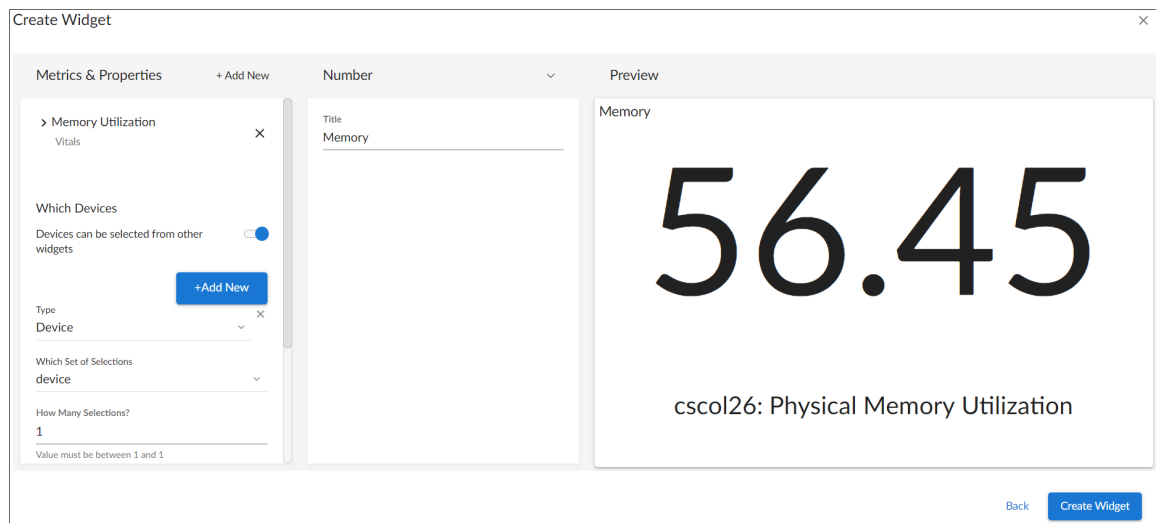 Create Widget
Metrics & Properties
+ Add New
Memory Utilization
Vitals
Which Devices
Devices can be selected from other
widgets
+Add New
Type
Device
Which Set of Selections
device
How Many Selections?
1
Value must be between 1 and 1
Number
Title
Memory
Preview
Memory
56.45
cscol26: Physical Memory Utilization
Back
Create Widget